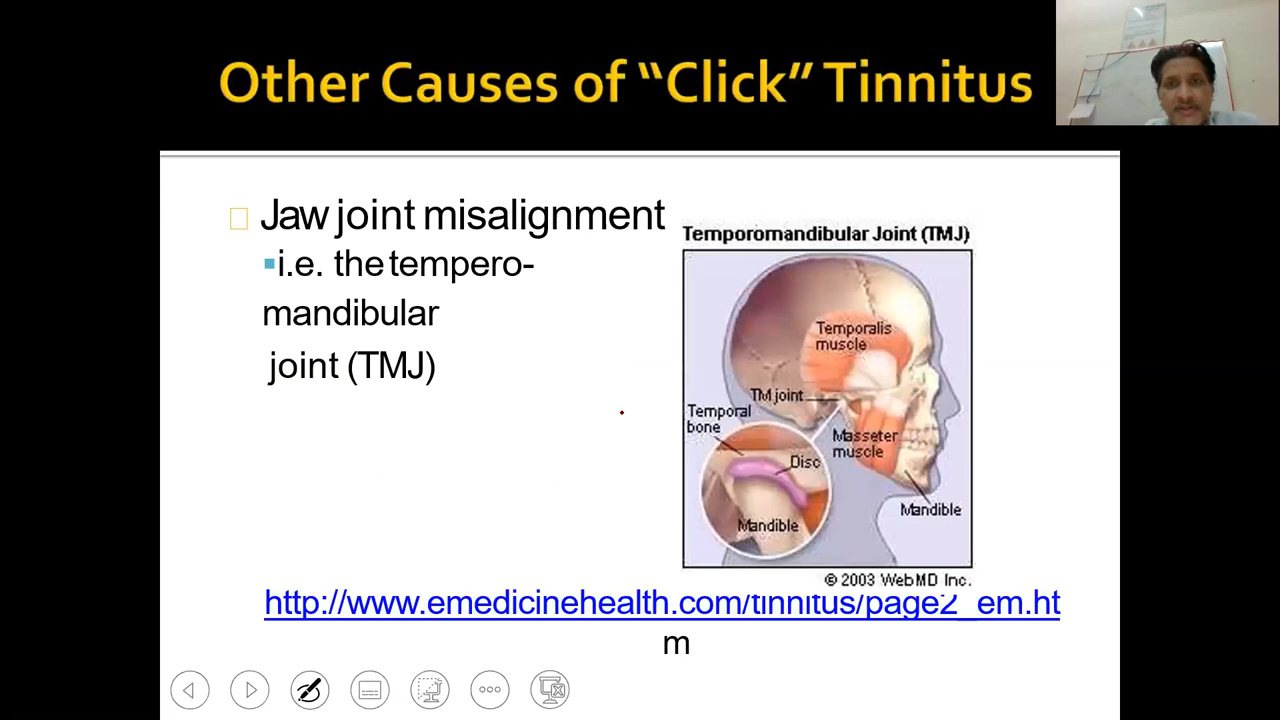 Other Causes of “Click” Tinnitus
Jaw joint misalignment
i.e. the tempero-
mandibular
joint (TMJ)
Temporomandibular Joint (TMJ)
Temporalis
muscle
TM joint
Temporal
bone
Masseter
muscle
Disc
Mandible
Mandible
© 2003 WebMD Inc.
http://www.emedicinehealth.com/tinnitus/page2_em.ht
m